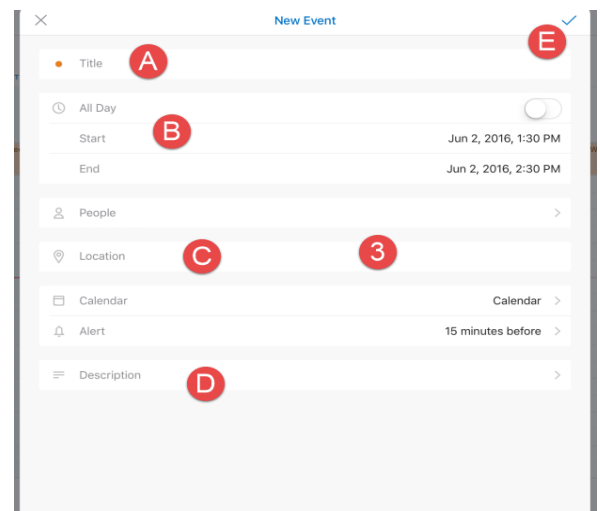 New Event
E
Title A
All Day
B
Start Jun 2, 2016, 1:30 PM
End Jun 2, 2016, 2:30 PM
People
Location C 3
Calendar Calendar
Alert 15 minutes before
Description D